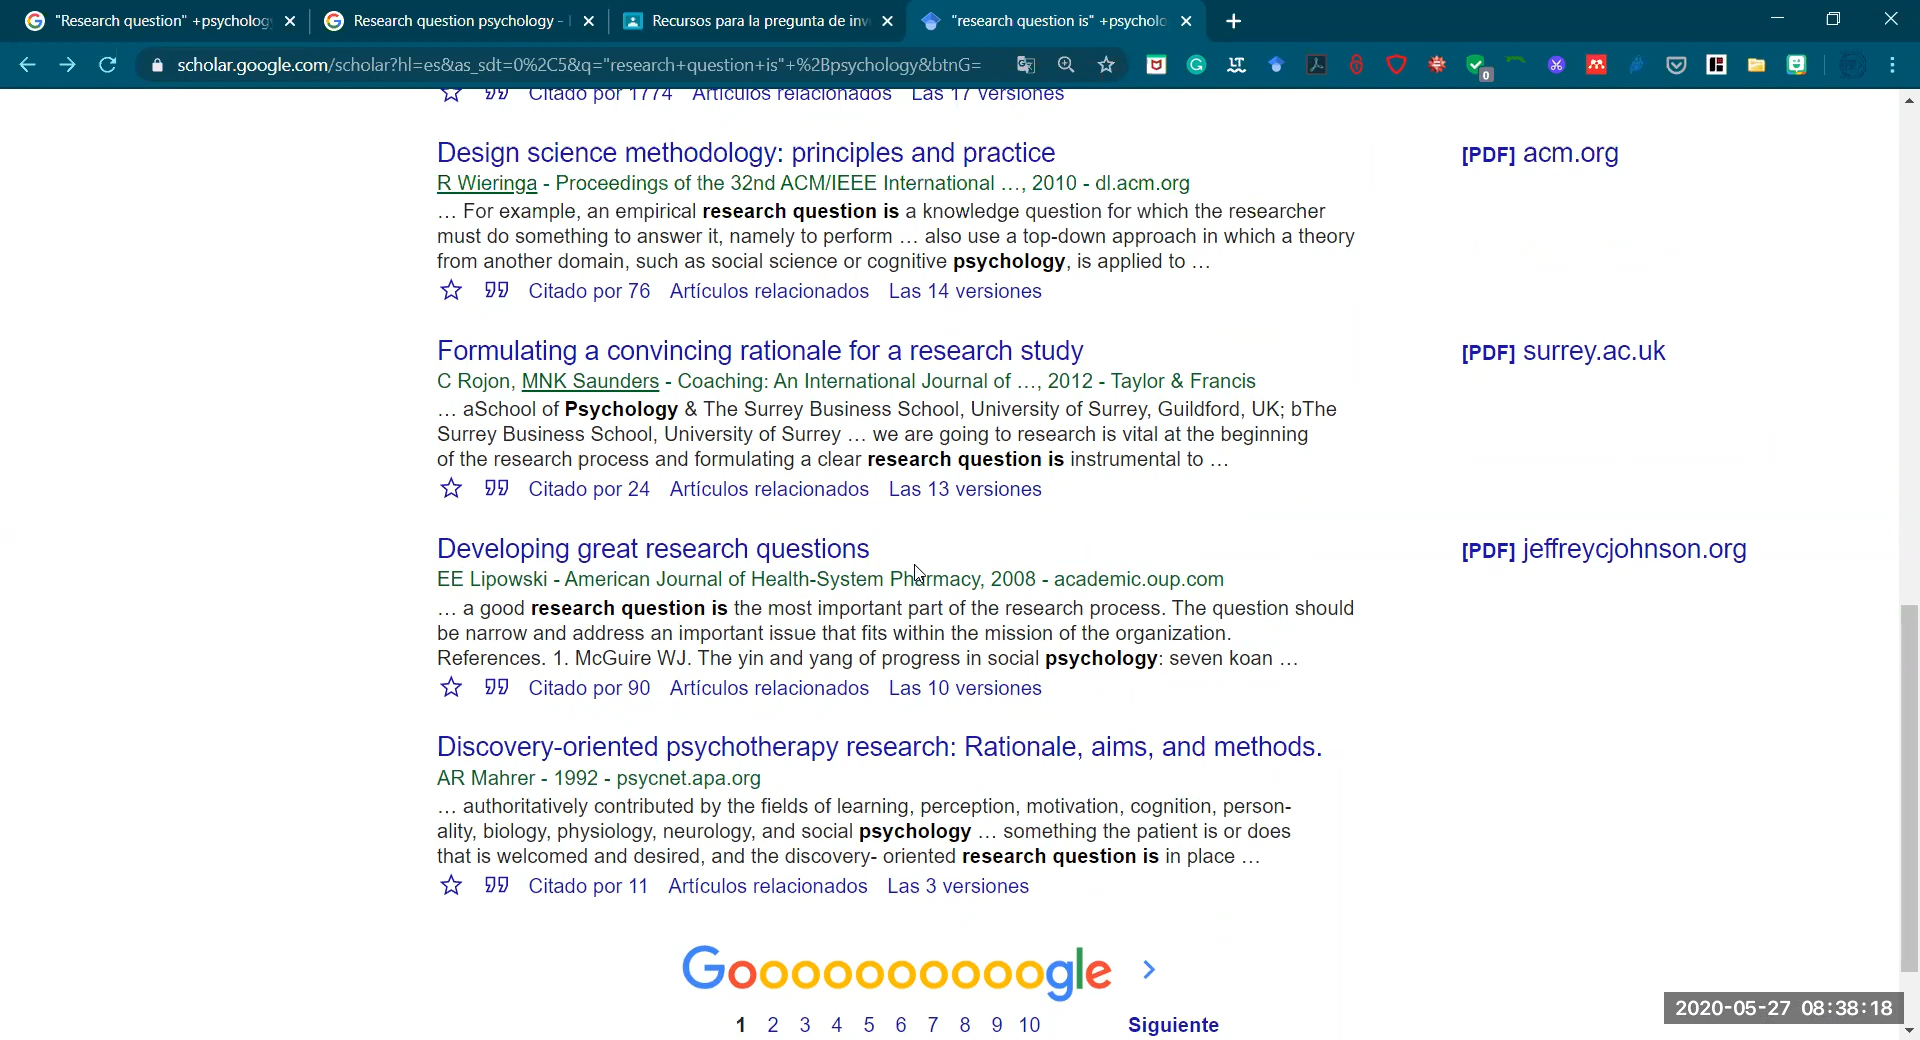 "Research question" +psycholog
Research question psychology -
Recursos para la pregunta de inv
"research question is" +psycholo
scholar.google.com/scholar?hl=es&as_sdt=0%2C5&q="research+question+is"+%2Bpsychology&btnG=
0
Citado por 1774 Artículos relacionados Las 17 versiones
Design science methodology: principles and practice
[PDF] acm.org
R Wieringa - Proceedings of the 32nd ACM/IEEE International …, 2010 - dl.acm.org
… For example, an empirical research question is a knowledge question for which the researcher
must do something to answer it, namely to perform … also use a top-down approach in which a theory
from another domain, such as social science or cognitive psychology, is applied to …
Citado por 76 Artículos relacionados Las 14 versiones
Formulating a convincing rationale for a research study
[PDF] surrey.ac.uk
C Rojon, MNK Saunders - Coaching: An International Journal of …, 2012 - Taylor & Francis
… aSchool of Psychology & The Surrey Business School, University of Surrey, Guildford, UK; bThe
Surrey Business School, University of Surrey … we are going to research is vital at the beginning
of the research process and formulating a clear research question is instrumental to …
Citado por 24 Artículos relacionados Las 13 versiones
Developing great research questions
[PDF] jeffreycjohnson.org
EE Lipowski - American Journal of Health-System Pharmacy, 2008 - academic.oup.com
… a good research question is the most important part of the research process. The question should
be narrow and address an important issue that fits within the mission of the organization.
References. 1. McGuire WJ. The yin and yang of progress in social psychology: seven koan …
Citado por 90 Artículos relacionados Las 10 versiones
Discovery-oriented psychotherapy research: Rationale, aims, and methods.
AR Mahrer - 1992 - psycnet.apa.org
… authoritatively contributed by the fields of learning, perception, motivation, cognition, person-
ality, biology, physiology, neurology, and social psychology … something the patient is or does
that is welcomed and desired, and the discovery- oriented research question is in place …
Citado por 11 Artículos relacionados Las 3 versiones
Goooooooooogle
1 2 3 4 5 6 7 8 9 10 Siguiente
2020-05-27 08:38:18